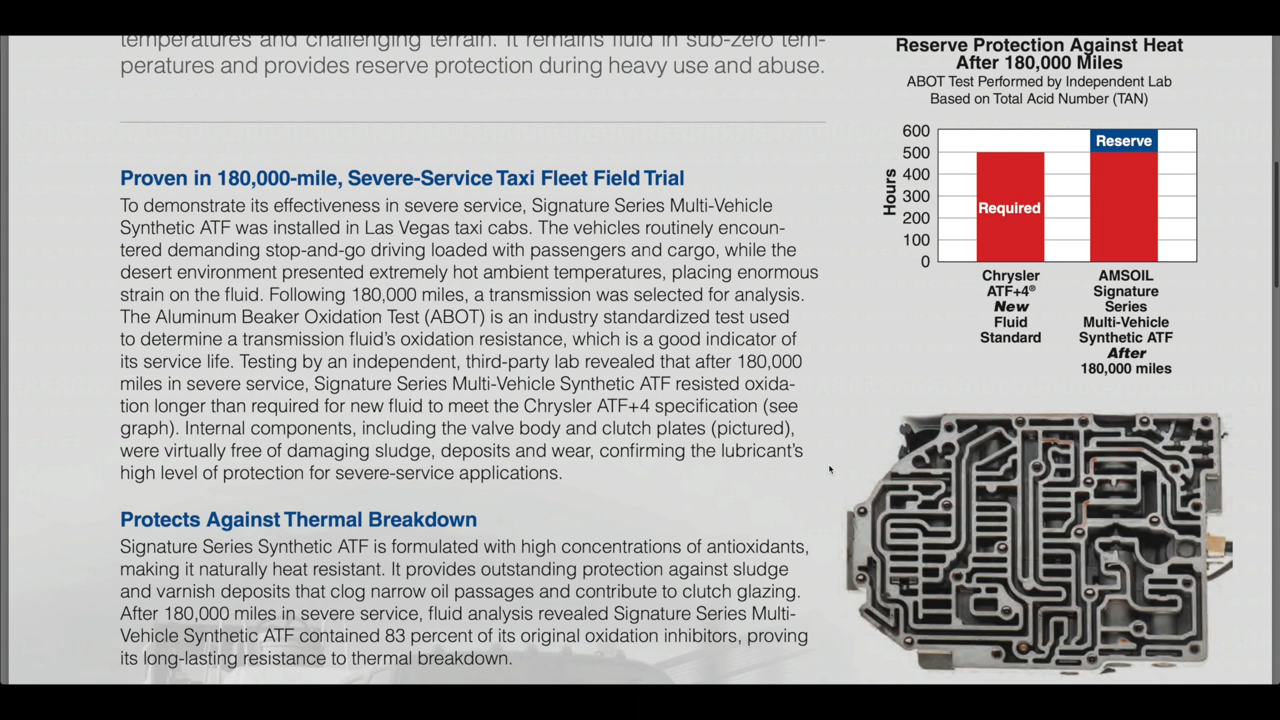 temperatures and challenging terrain. It remains fluid in sub-zero tem-
peratures and provides reserve protection during heavy use and abuse.
Proven in 180,000-mile, Severe-Service Taxi Fleet Field Trial
To demonstrate its effectiveness in severe service, Signature Series Multi-Vehicle
Synthetic ATF was installed in Las Vegas taxi cabs. The vehicles routinely encoun-
tered demanding stop-and-go driving loaded with passengers and cargo, while the
desert environment presented extremely hot ambient temperatures, placing enormous
strain on the fluid. Following 180,000 miles, a transmission was selected for analysis.
The Aluminum Beaker Oxidation Test (ABOT) is an industry standardized test used
to determine a transmission fluid's oxidation resistance, which is a good indicator of
its service life. Testing by an independent, third-party lab revealed that after 180,000
miles in severe service, Signature Series Multi-Vehicle Synthetic ATF resisted oxida-
tion longer than required for new fluid to meet the Chrysler ATF+4 specification (see
graph). Internal components, including the valve body and clutch plates (pictured),
were virtually free of damaging sludge, deposits and wear, confirming the lubricant's
high level of protection for severe-service applications.
Protects Against Thermal Breakdown
Signature Series Synthetic ATF is formulated with high concentrations of antioxidants,
making it naturally heat resistant. It provides outstanding protection against sludge
and varnish deposits that clog narrow oil passages and contribute to clutch glazing.
After 180,000 miles in severe service, fluid analysis revealed Signature Series Multi-
Vehicle Synthetic ATF contained 83 percent of its original oxidation inhibitors, proving
its long-lasting resistance to thermal breakdown.
Reserve Protection Against Heat
After 180,000 Miles
ABOT Test Performed by Independent Lab
Based on Total Acid Number (TAN)
Hours
600
500
400
300
200
100
0
Required
Reserve
Chrysler
ATF+4®
New
Fluid
Standard
AMSOIL
Signature
Series
Multi-Vehicle
Synthetic ATF
After
180,000 miles